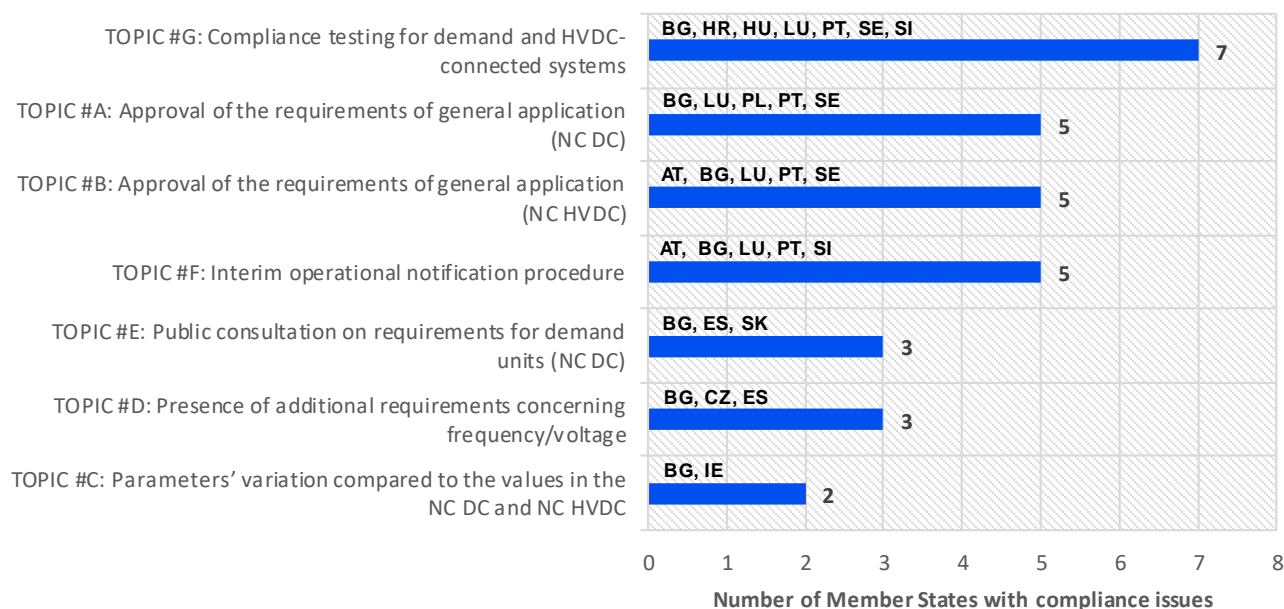 TOPIC #G: Compliance testing for demand and HVDC-
connected systems
BG, HR, HU, LU, PT, SE, SI
7
TOPIC #A: Approval of the requirements of general application
(NC DC)
BG, LU, PL, PT, SE
5
TOPIC #B: Approval of the requirements of general application
(NC HVDC)
AT, BG, LU, PT, SE
5
TOPIC #F: Interim operational notification procedure
AT, BG, LU, PT, SI
5
TOPIC #E: Public consultation on requirements for demand
units (NC DC)
BG, ES, SK
3
TOPIC #D: Presence of additional requirements concerning
frequency/voltage
BG, CZ, ES
3
TOPIC #C: Parameters’ variation compared to the values in the
NC DC and NC HVDC
BG, IE
2
0 1 2 3 4 5 6 7 8
Number of Member States with compliance issues